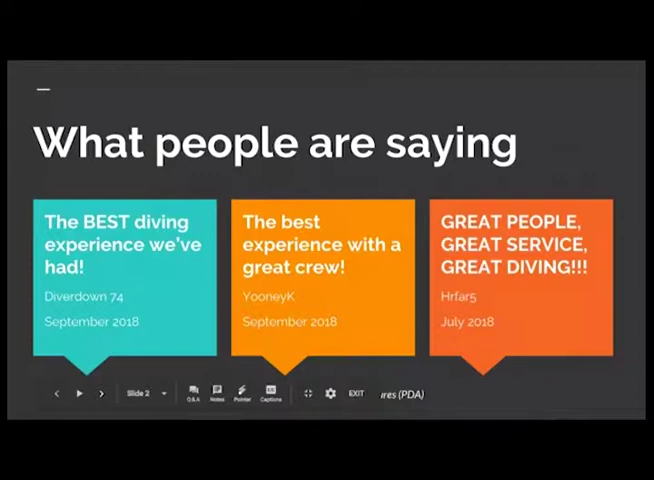 What people are saying
The BEST diving
experience we've
had!
Diverdown 74
September 2018
The best
experience with a
great crew!
YooneyK
September 2018
GREAT PEOPLE,
GREAT SERVICE,
GREAT DIVING!!!
Hrfar5
July 2018
Slide 2
Q&A
Notes
Pointer
Captions
EXIT
ires (PDA)